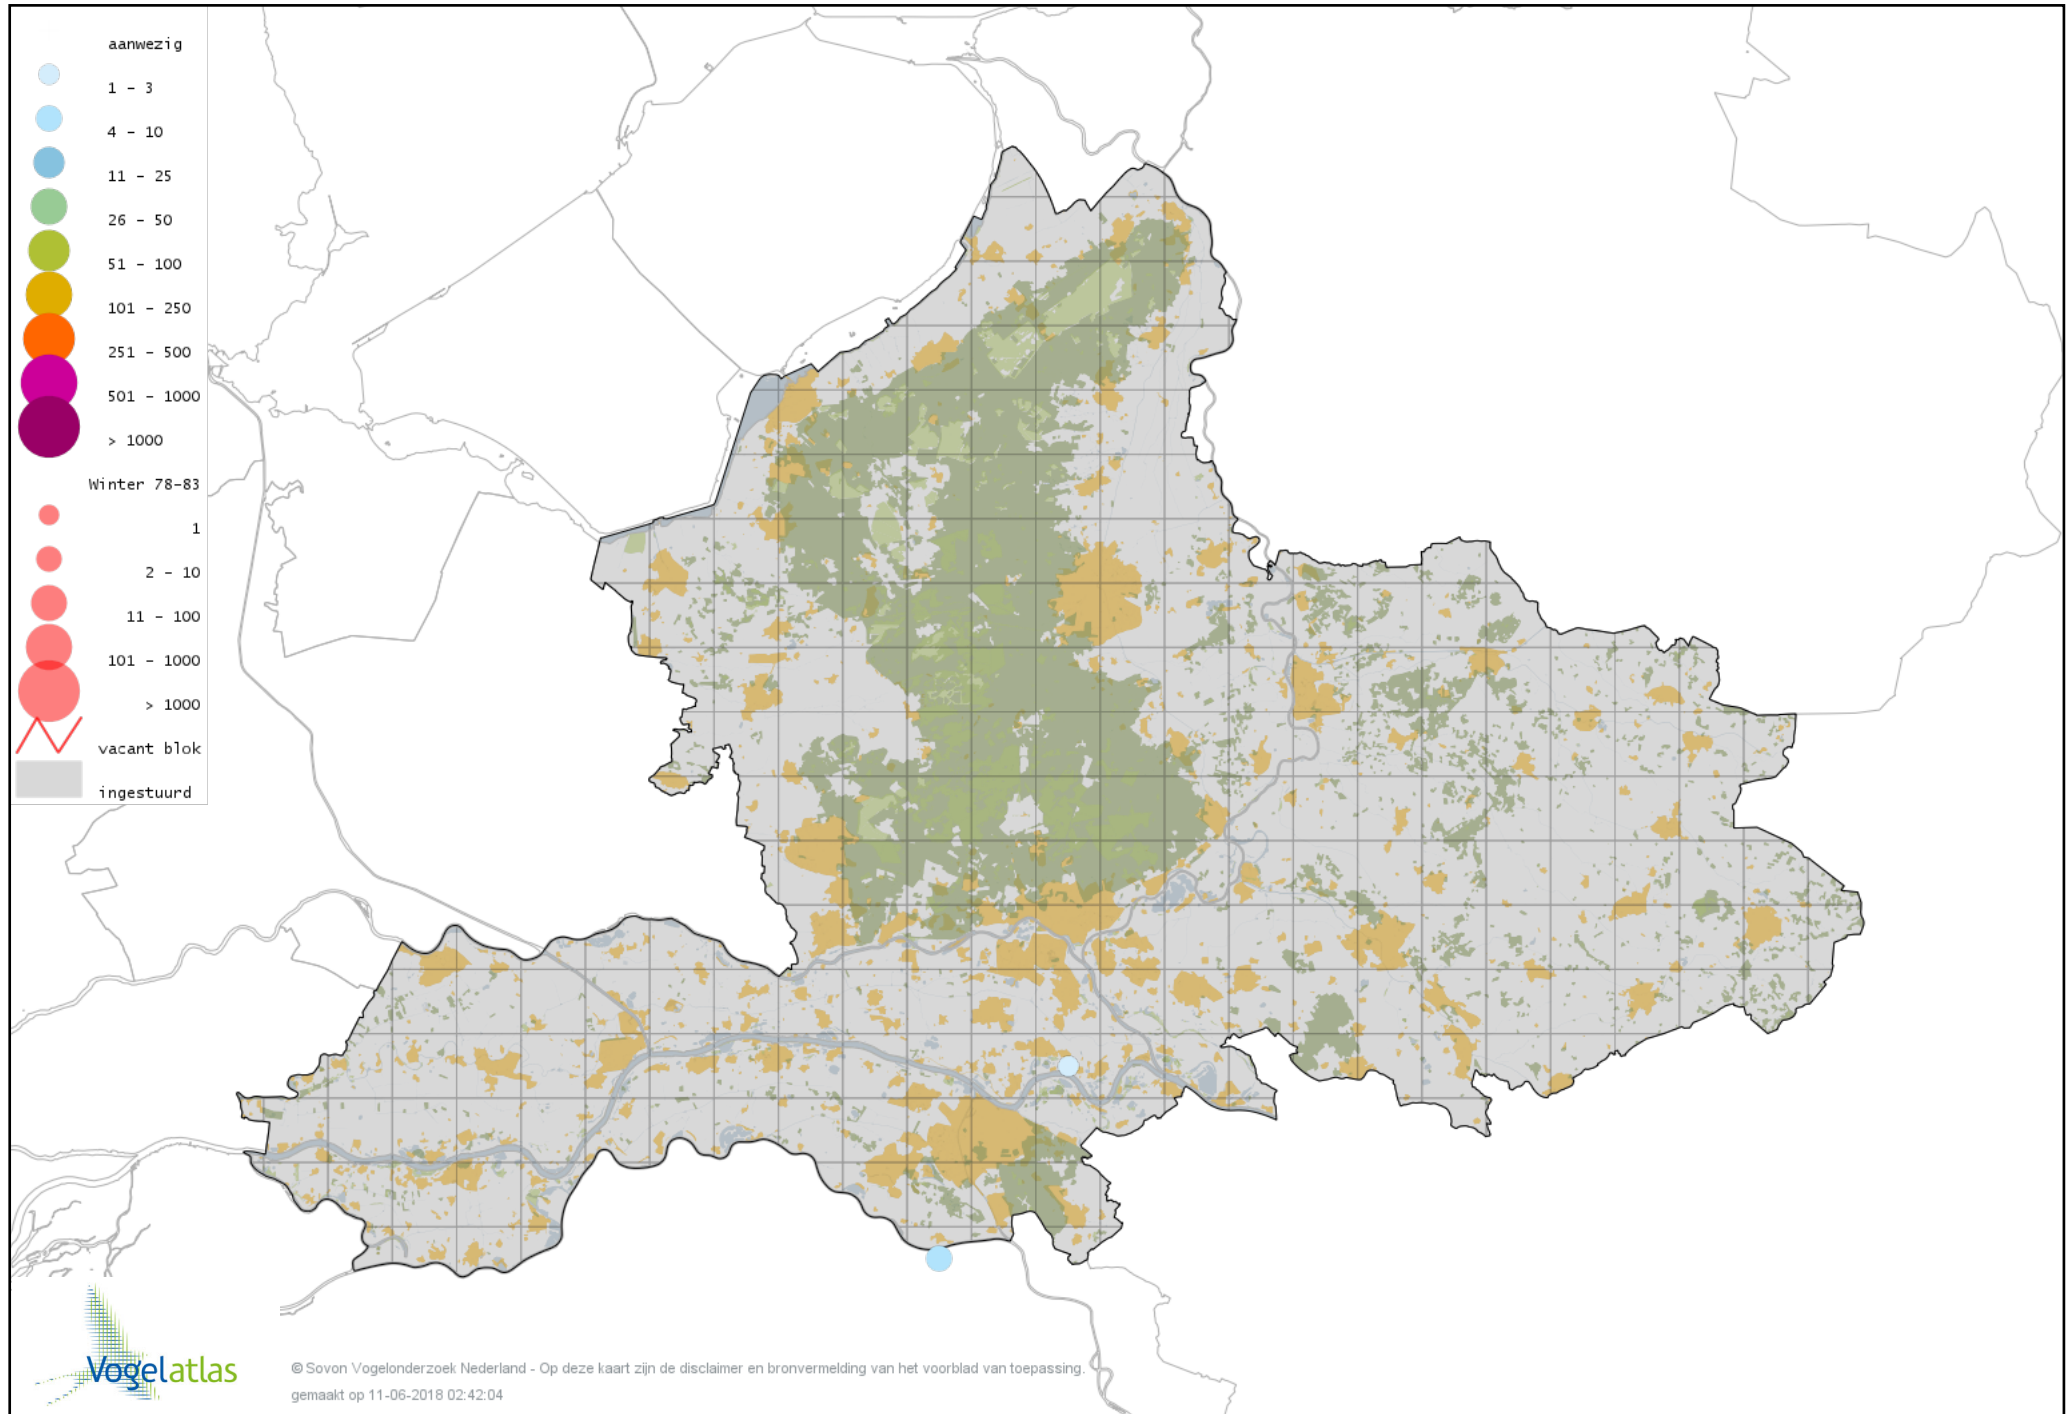 aanwezig
1 - 3
4 - 10
11 - 25
26 - 50
51 - 100
101 - 250
251 - 500
501 - 1000
> 1000
Winter 78-83
1
2 - 10
11 - 100
101 - 1000
> 1000
vacant blok
ingestuurd
Vogelatlas
© Sovon Vogelonderzoek Nederland - Op deze kaart zijn de disclaimer en bronvermelding van het voorblad van toepassing.
gemaakt op 11-06-2018 02:42:04